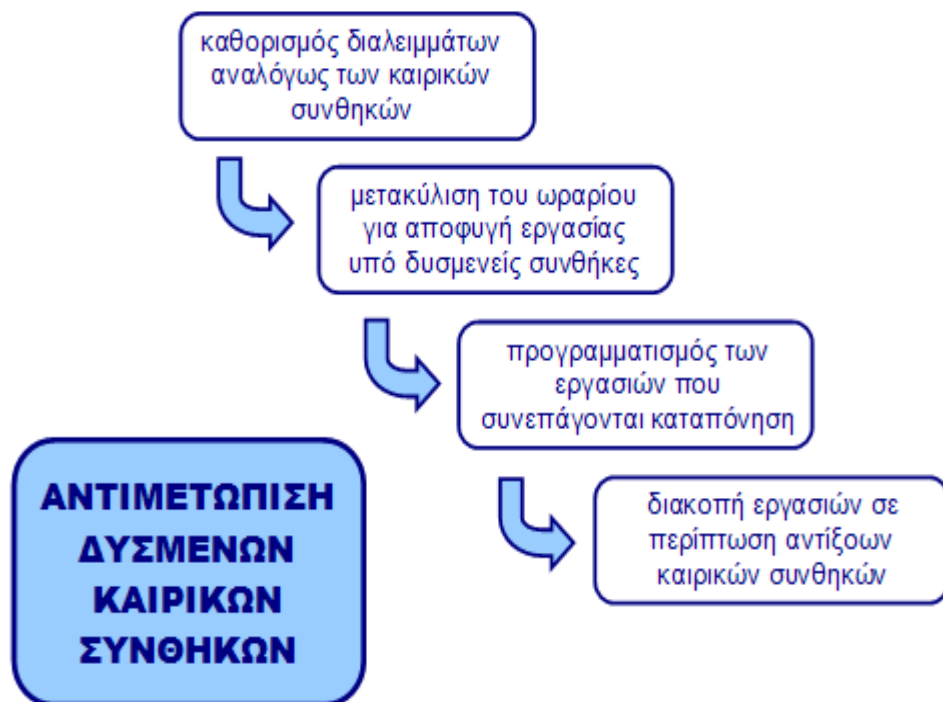 καθορισμός διαλειμμάτων
αναλόγως των καιρικών
συνθηκών
μετακύλιση του ωραρίου
για αποφυγή εργασίας
υπό δυσμενείς συνθήκες
προγραμματισμός των
εργασιών που
συνεπάγονται καταπόνηση
διακοπή εργασιών σε
περίπτωση αντίξοων
καιρικών συνθηκών
ΑΝΤΙΜΕΤΩΠΙΣΗ
ΔΥΣΜΕΝΩΝ
ΚΑΙΡΙΚΩΝ
ΣΥΝΘΗΚΩΝ